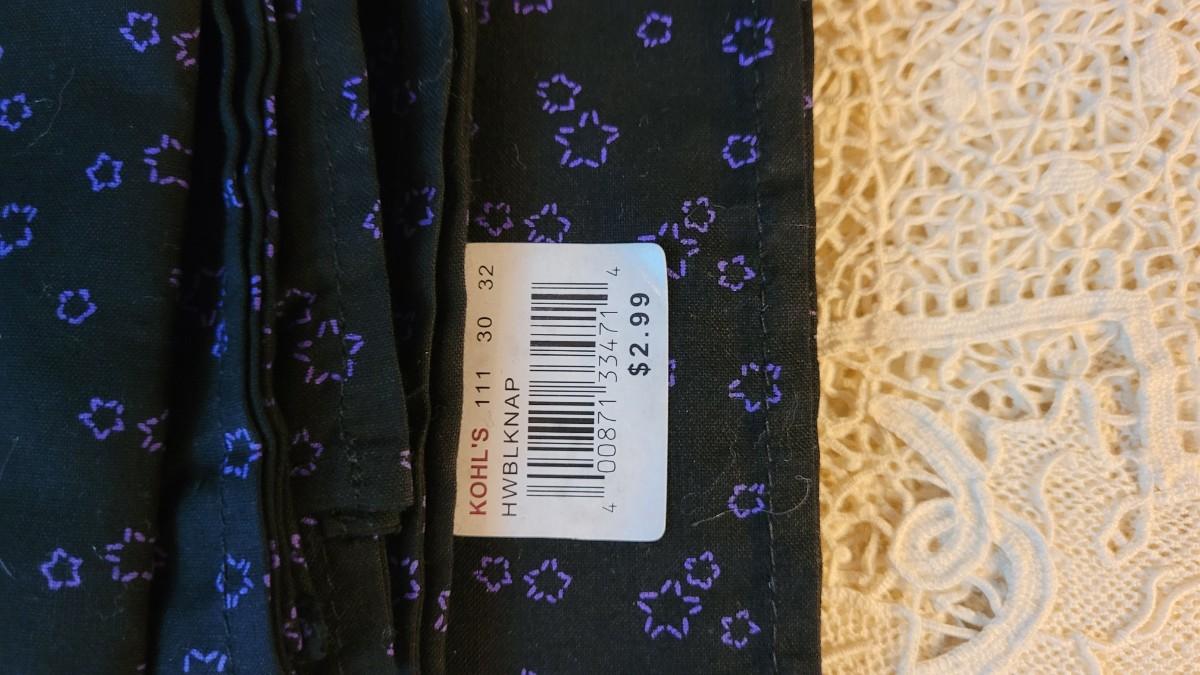 KOHL'S 111 30 32
HWBLKNAP
4 00871 33471 4
$2.99